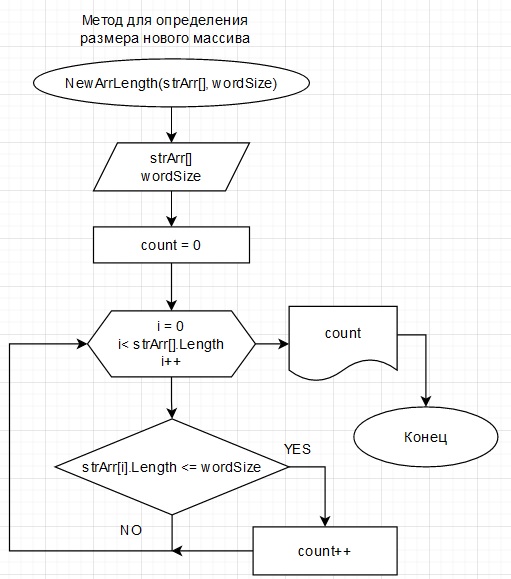 Метод для определения
размера нового массива
NewArrLength(strArr[], wordSize)
strArr[]
wordSize
count = 0
i = 0
i< strArr[].Length
i++
count
Конец
strArr[i].Length <= wordSize
YES
NO
count++